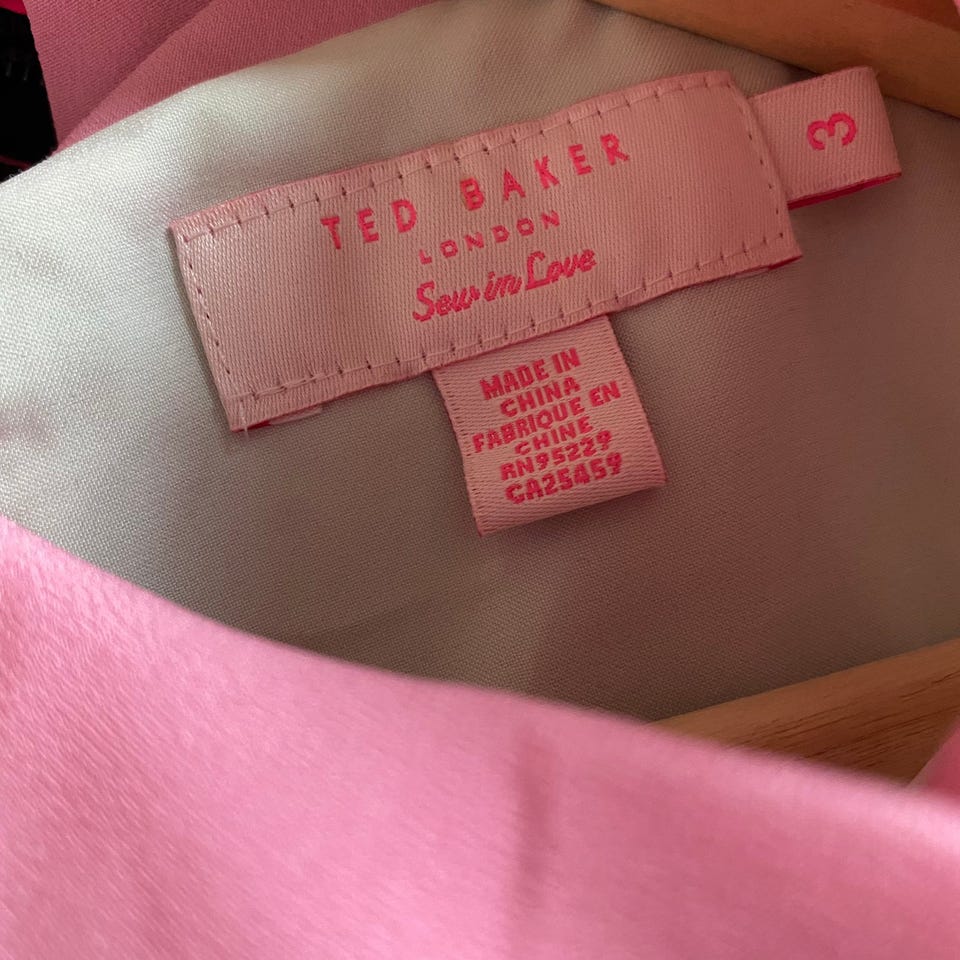 TED BAKER
LONDON
Sew in Love
3
MADE IN
CHINA
FABRIQUE EN
CHINE
RN95229
CA25459